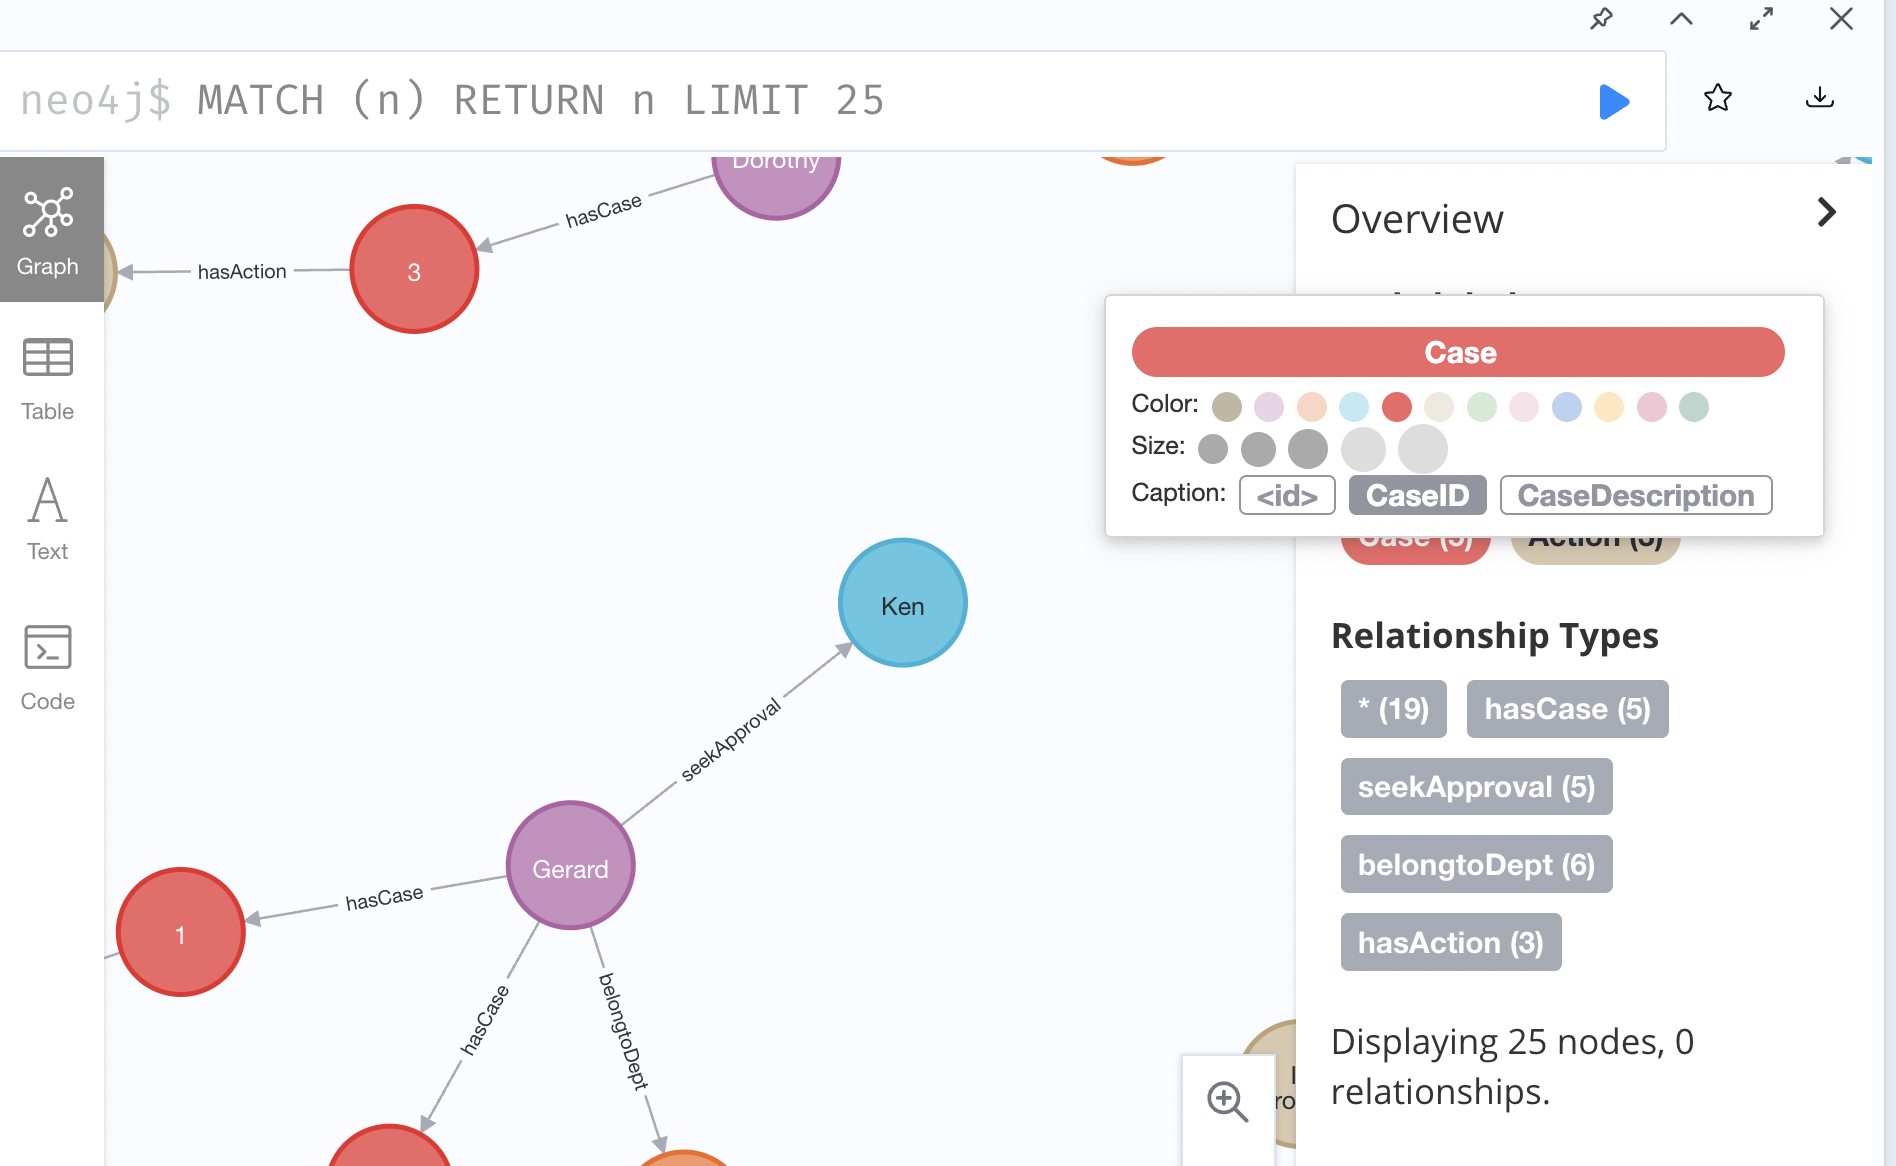 neo4j$ MATCH (n) RETURN n LIMIT 25
Graph
Table
Text
Code
Dorothy
hasCase
hasAction
3
Ken
seekApproval
Gerard
hasCase
1
hasCase
belongtoDept
Overview
Case
Color:
Size:
Caption: <id> CaseID CaseDescription
Case (5) Action (3)
Relationship Types
* (19) hasCase (5)
seekApproval (5)
belongtoDept (6)
hasAction (3)
Displaying 25 nodes, 0
relationships.